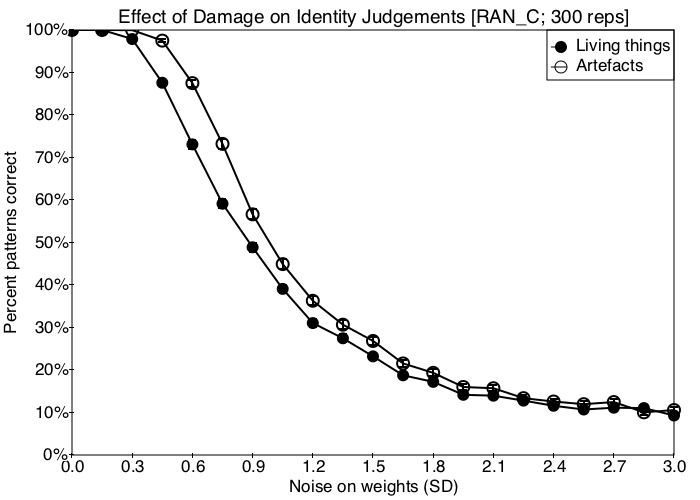 Effect of Damage on Identity Judgements [RAN_C; 300 reps]
Living things
Artefacts
Percent patterns correct
100%
90%
80%
70%
60%
50%
40%
30%
20%
10%
0%
0.0 0.3 0.6 0.9 1.2 1.5 1.8 2.1 2.4 2.7 3.0
Noise on weights (SD)